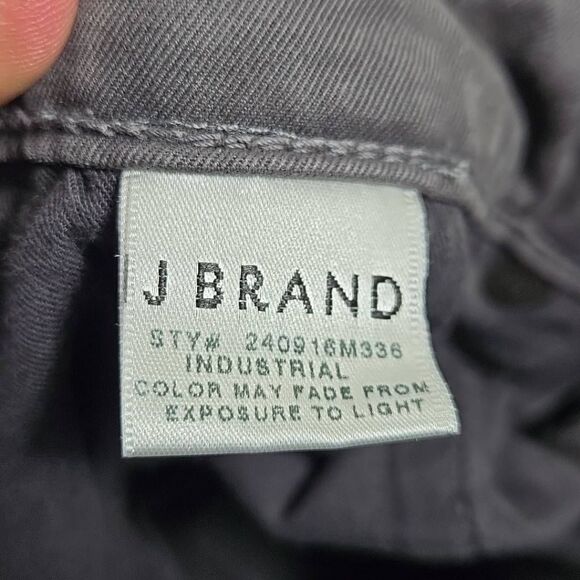 J BRAND
STY# 240916M336
INDUSTRIAL
COLOR MAY FADE FROM
EXPOSURE TO LIGHT